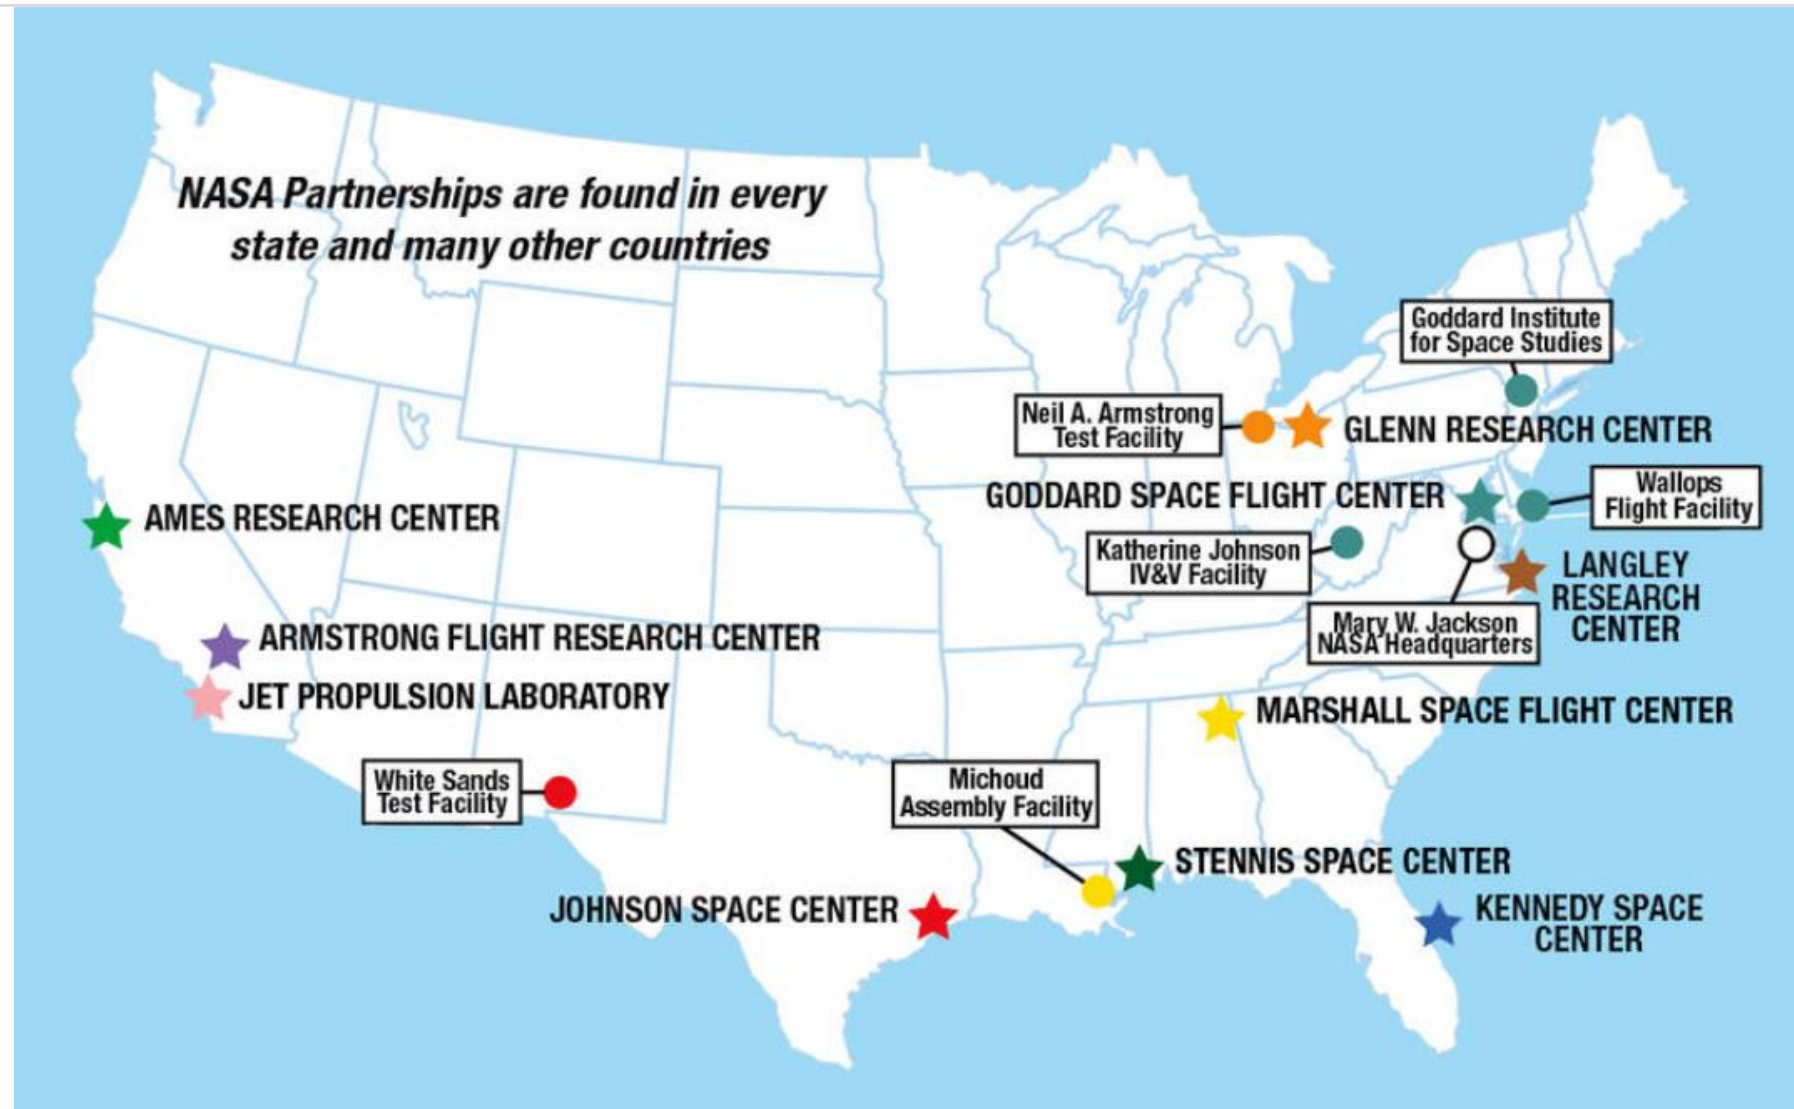 NASA Partnerships are found in every
state and many other countries
Goddard Institute
for Space Studies
Neil A. Armstrong
Test Facility
GLENN RESEARCH CENTER
GODDARD SPACE FLIGHT CENTER
Wallops
Flight Facility
AMES RESEARCH CENTER
Katherine Johnson
IV&V Facility
LANGLEY
RESEARCH
CENTER
Mary W. Jackson
NASA Headquarters
ARMSTRONG FLIGHT RESEARCH CENTER
JET PROPULSION LABORATORY
MARSHALL SPACE FLIGHT CENTER
White Sands
Test Facility
Michoud
Assembly Facility
STENNIS SPACE CENTER
JOHNSON SPACE CENTER
KENNEDY SPACE
CENTER